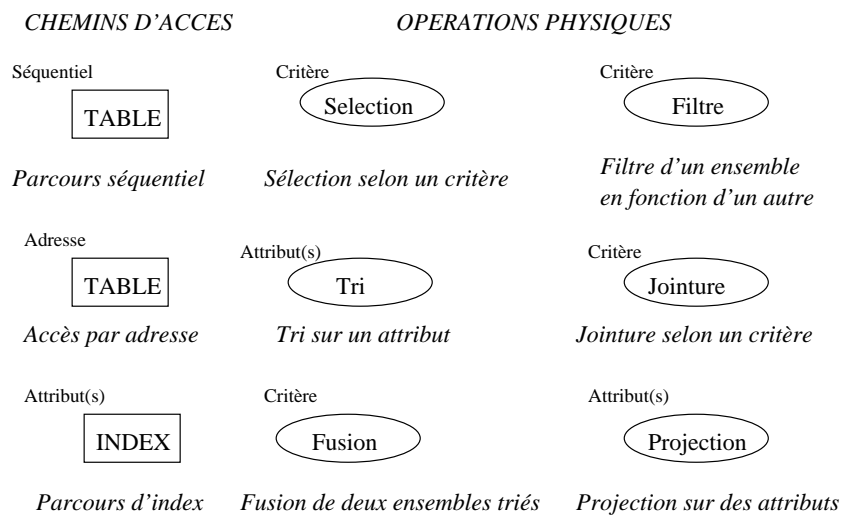 CHEMINS D'ACCES
OPERATIONS PHYSIQUES
Séquentiel
TABLE
Parcours séquentiel
Critère
Selection
Sélection selon un critère
Critère
Filtre
Filtre d'un ensemble
en fonction d'un autre
Adresse
TABLE
Accès par adresse
Attribut(s)
Tri
Tri sur un attribut
Critère
Jointure
Jointure selon un critère
Attribut(s)
INDEX
Parcours d'index
Critère
Fusion
Fusion de deux ensembles triés
Attribut(s)
Projection
Projection sur des attributs